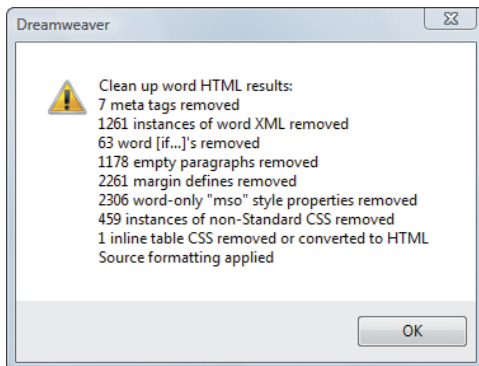 Dreamweaver
Clean up word HTML results:
7 meta tags removed
1261 instances of word XML removed
63 word [if...]'s removed
1178 empty paragraphs removed
2261 margin defines removed
2306 word-only "mso" style properties removed
459 instances of non-Standard CSS removed
1 inline table CSS removed or converted to HTML
Source formatting applied
OK